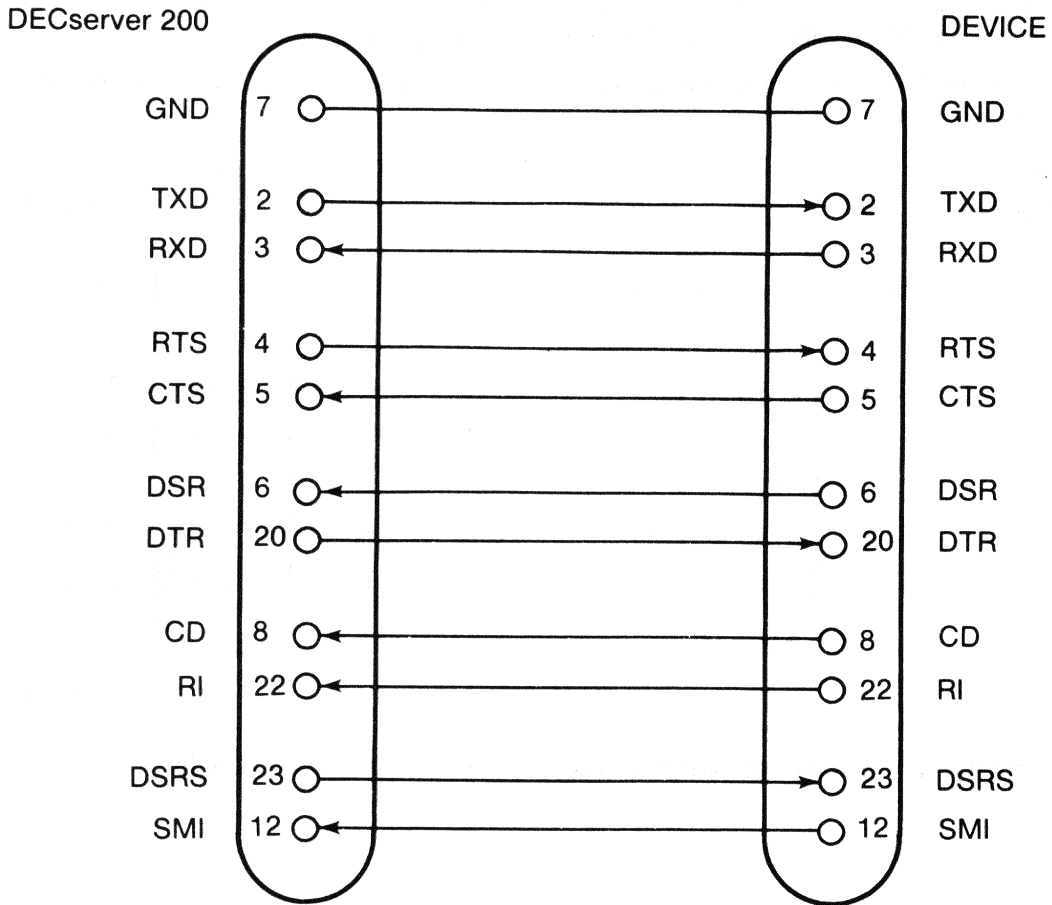 DECserver 200 DEVICE
GND 7 7 GND
TXD 2 2 TXD
RXD 3 3 RXD
RTS 4 4 RTS
CTS 5 5 CTS
DSR 6 6 DSR
DTR 20 20 DTR
CD 8 8 CD
RI 22 22 RI
DSRS 23 23 DSRS
SMI 12 12 SMI